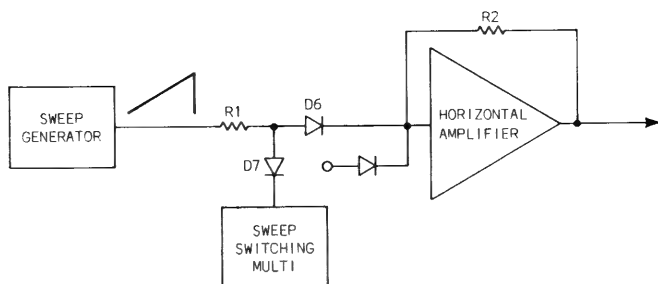 R2
SWEEP
GENERATOR
R1
D6
HORIZONTAL
AMPLIFIER
D7
SWEEP
SWITCHING
MULTI